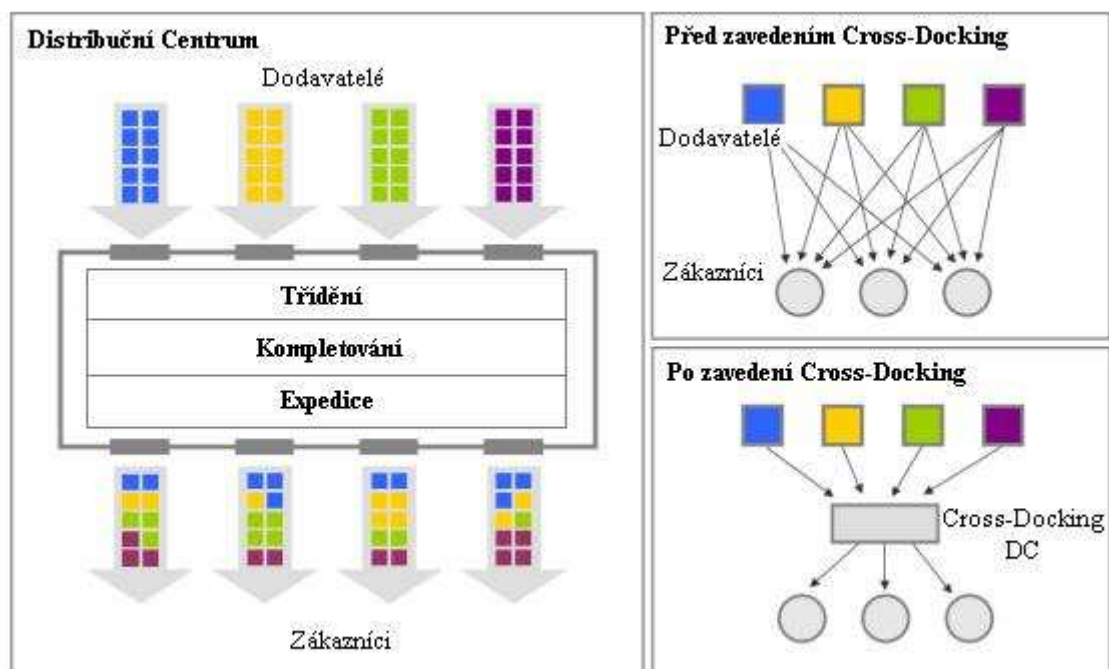 Distribuční Centrum
Dodavatelé
Třídění
Kompletování
Expedice
Zákazníci
Před zavedením Cross-Docking
Dodavatelé
Zákazníci
Po zavedení Cross-Docking
Cross-Docking
DC